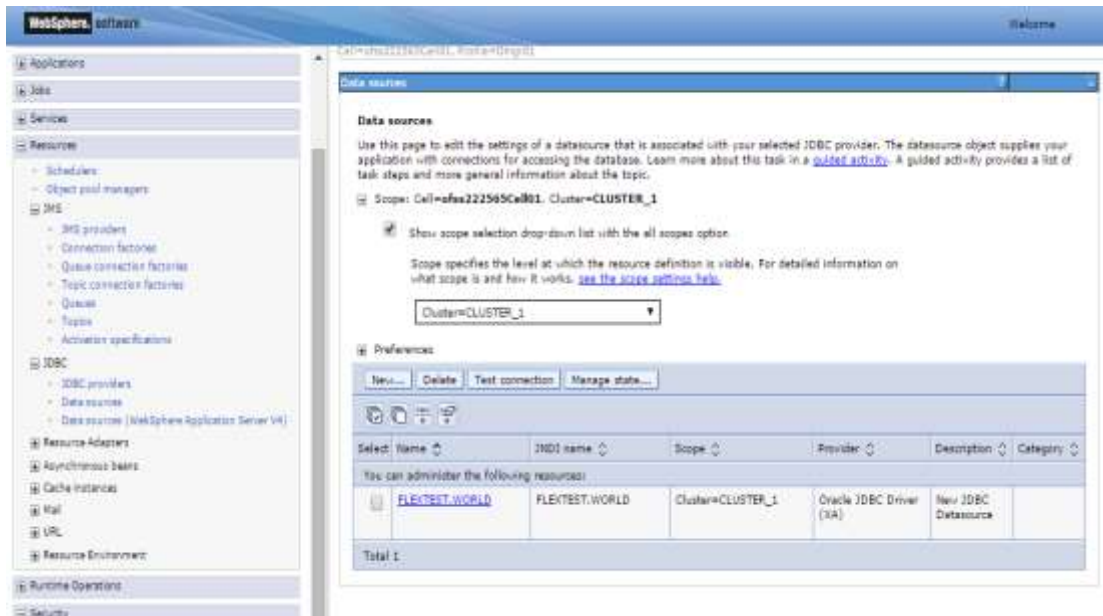 WebSphere. software
Welcome
Applications
Jobs
Services
Resources
Schedulers
Object pool managers
JMS
JMS providers
Connection factories
Queue connection factories
Topic connection factories
Queues
Topics
Activation specifications
JDBC
JDBC providers
Data sources
Data sources (WebSphere Application Server V4)
Resource Adapters
Asynchronous beans
Cache instances
Mail
URL
Resource Environment
Runtime Operations
Security
Data sources
?
Data sources
Use this page to edit the settings of a datasource that is associated with your selected JDBC provider. The datasource object supplies your
application with connections for accessing the database. Learn more about this task in a guided activity. A guided activity provides a list of
task steps and more general information about the topic.
Scope: Cell=ofss222565Cell01, Cluster=CLUSTER_1
Show scope selection drop-down list with the all scopes option
Scope specifies the level at which the resource definition is visible. For detailed information on
what scope is and how it works, see the scope settings help.
Cluster=CLUSTER_1
Preferences
New... Delete Test connection Manage state...
Select Name JNDI name Scope Provider Description Category
You can administer the following resources:
FLEXTEST.WORLD FLEXTEST.WORLD Cluster=CLUSTER_1 Oracle JDBC Driver (XA) New JDBC Datasource
Total 1